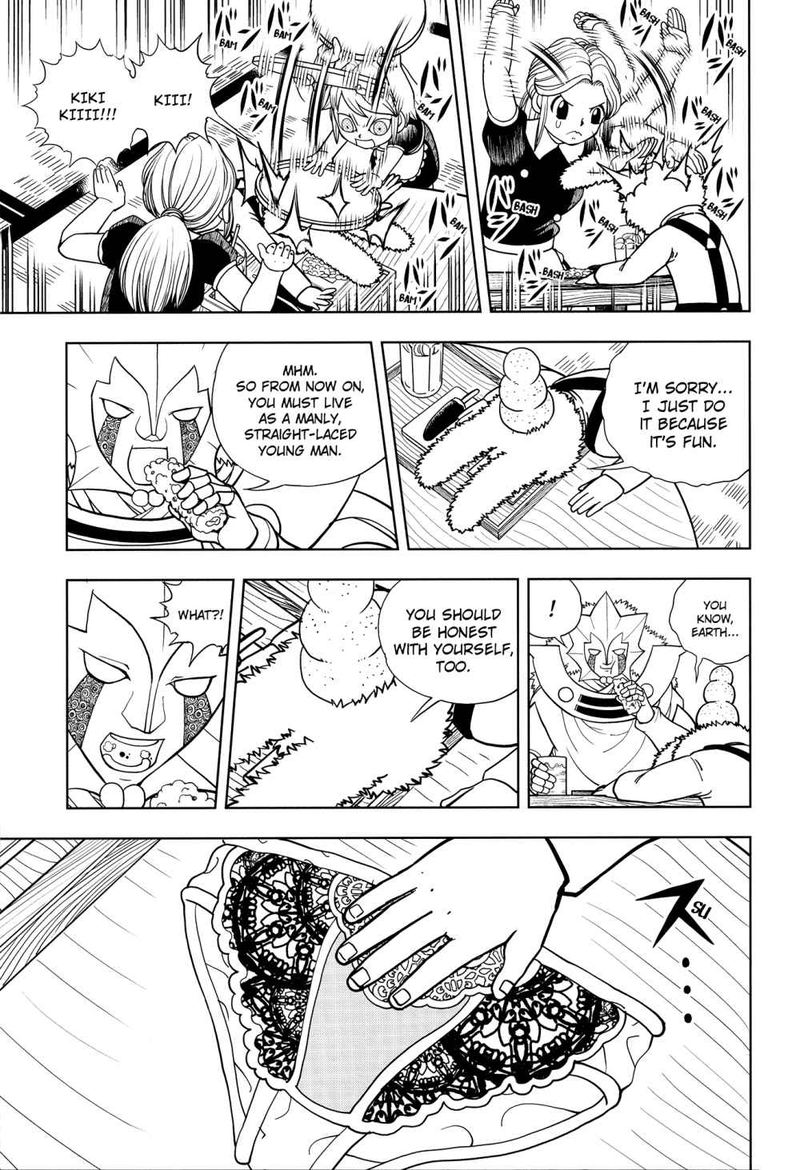 BASH
BASH
BASH
BASH
BASH
BASH
BAM
BAM
BAM
BAM
BAM
BAM
KIII!
KIKI
KIIII!!!
I'M SORRY...
I JUST DO
IT BECAUSE
IT'S FUN.
MHM.
SO FROM NOW ON,
YOU MUST LIVE
AS A MANLY,
STRAIGHT-LACED
YOUNG MAN.
YOU
KNOW,
EARTH...
!
YOU SHOULD
BE HONEST
WITH YOURSELF,
TOO.
WHAT?!
ス
SU
...